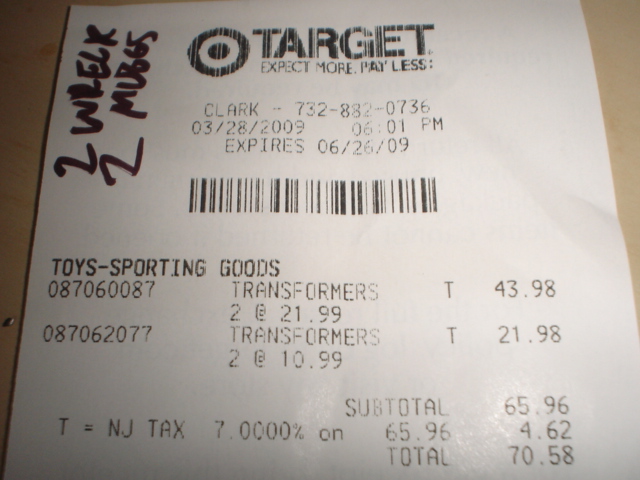 2 WRECK
2 MUGGS
TARGET
EXPECT MORE. PAY LESS.
CLARK - 732-882-0736
03/28/2009 06:01 PM
EXPIRES 06/26/09
TOYS-SPORTING GOODS
087060087 TRANSFORMERS T 43.98
2 @ 21.99
087062077 TRANSFORMERS T 21.98
2 @ 10.99
SUBTOTAL 65.96
T = NJ TAX 7.0000% on 65.96 4.62
TOTAL 70.58